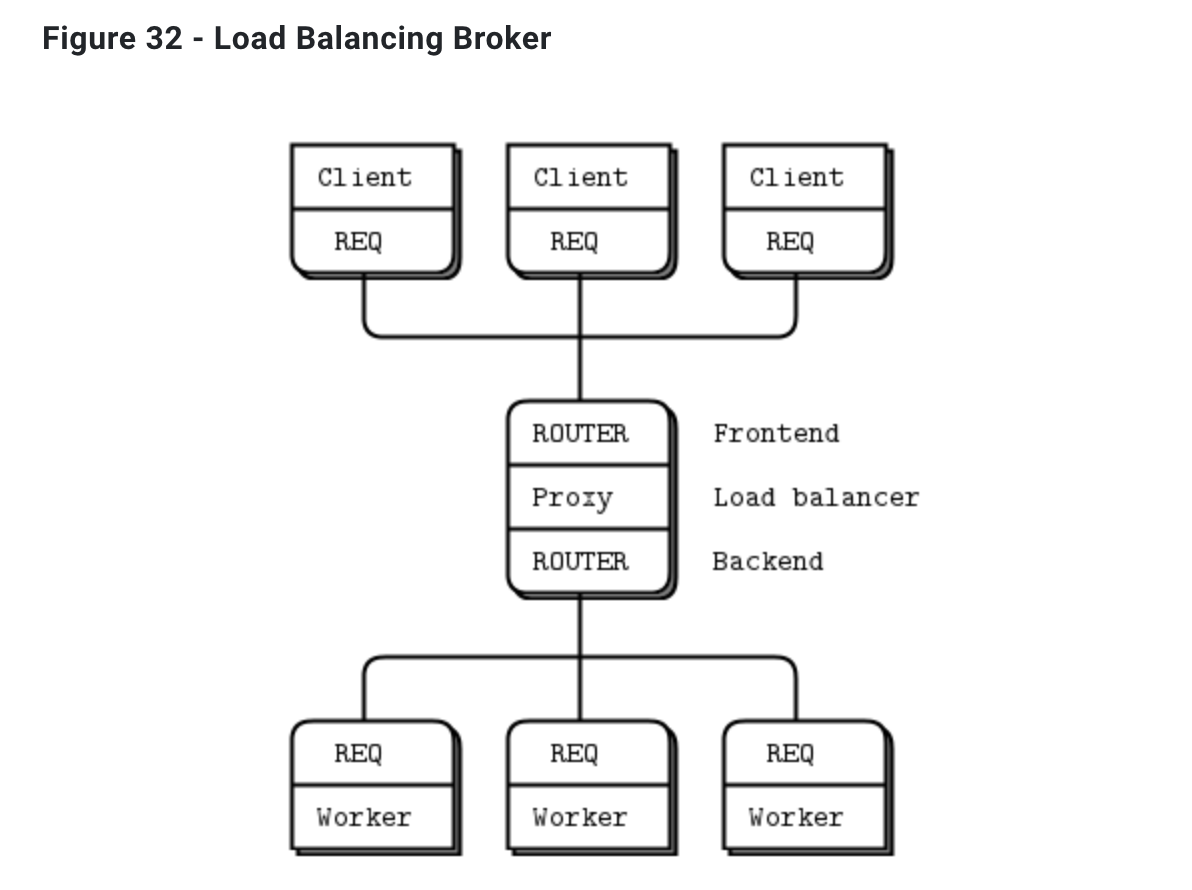 Figure 32 - Load Balancing Broker
Client Client Client
REQ REQ REQ
ROUTER Frontend
Proxy Load balancer
ROUTER Backend
REQ REQ REQ
Worker Worker Worker